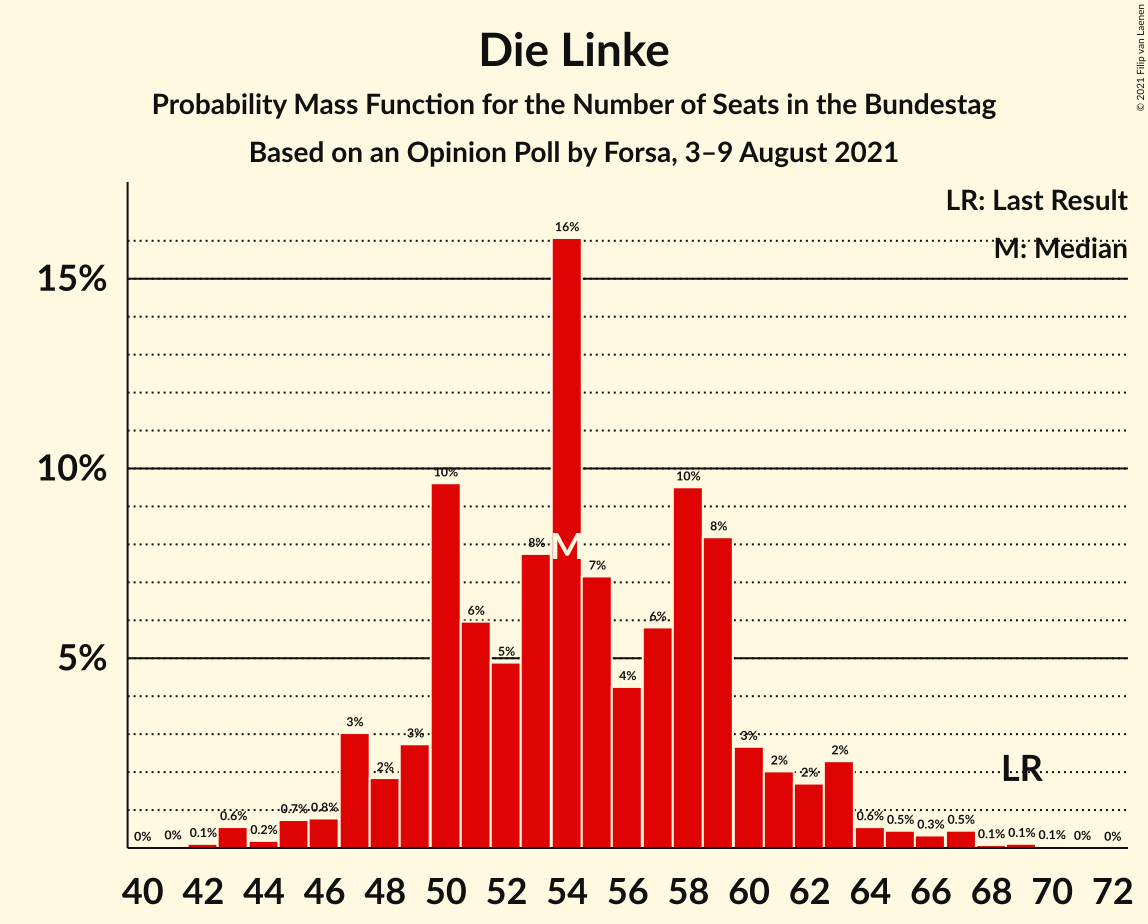 Die Linke
Probability Mass Function for the Number of Seats in the Bundestag
Based on an Opinion Poll by Forsa, 3–9 August 2021
© 2021 Filip van Laenen
LR: Last Result
M: Median
15%
10%
5%
0% 0% 0.1% 0.6% 0.2% 0.7% 0.8% 3% 2% 3% 10% 6% 5% 8% 16% 7% 4% 6% 10% 8% 3% 2% 2% 2% 0.6% 0.5% 0.3% 0.5% 0.1% 0.1% 0.1% 0% 0%
M
LR
40 42 44 46 48 50 52 54 56 58 60 62 64 66 68 70 72